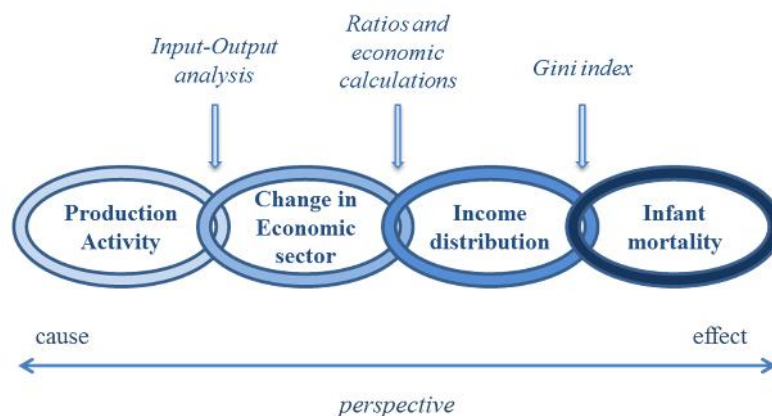 Input-Output
analysis
Ratios and
economic
calculations
Gini index
Production
Activity
Change in
Economic
sector
Income
distribution
Infant
mortality
cause
effect
perspective